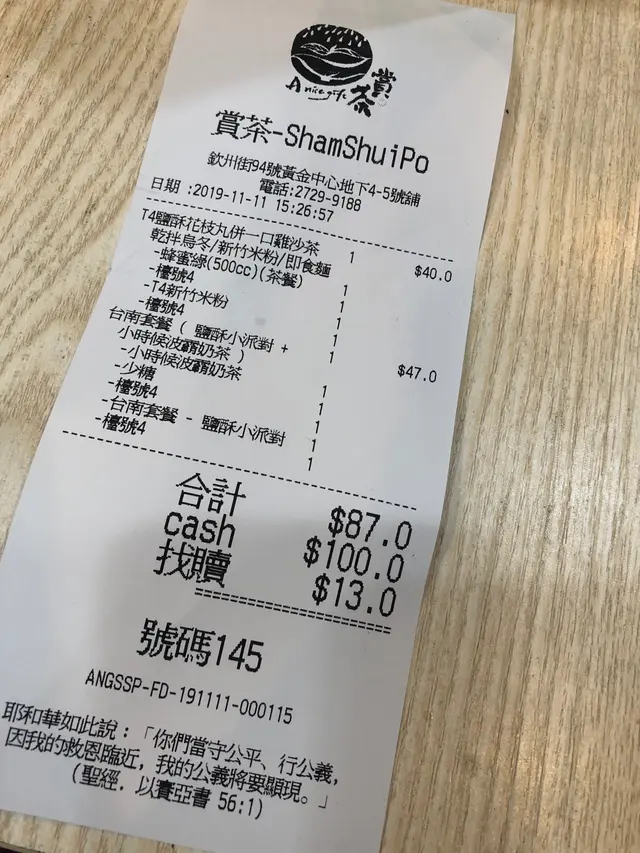 A nice gift 賞茶
賞茶-ShamShuiPo
欽州街94號黃金中心地下4-5號舖
電話:2729-9188
日期 :2019-11-11 15:26:57
T4鹽酥花枝丸併一口雞沙茶 1 $40.0
乾拌烏冬/新竹米粉/即食麵
-蜂蜜綠(500cc)(茶餐) 1
-檯號4 1
-T4新竹米粉 1
-檯號4 1
台南套餐 ( 鹽酥小派對 + 1 $47.0
小時候波霸奶茶 )
-小時候波霸奶茶 1
-少糖 1
-檯號4 1
-台南套餐 - 鹽酥小派對 1
-檯號4 1
合計 $87.0
cash $100.0
找贖 $13.0
號碼145
ANGSSP-FD-191111-000115
耶和華如此說：「你們當守公平、行公義，
因我的救恩臨近，我的公義將要顯現。」
(聖經. 以賽亞書 56:1)